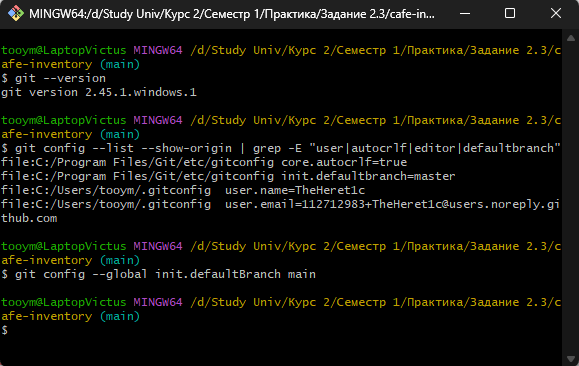 MINGW64:/d/Study Univ/Курс 2/Семестр 1/Практика/Задание 2.3/cafe-in...
tooym@LaptopVictus MINGW64 /d/Study Univ/Курс 2/Семестр 1/Практика/Задание 2.3/c
afe-inventory (main)
$ git --version
git version 2.45.1.windows.1
tooym@LaptopVictus MINGW64 /d/Study Univ/Курс 2/Семестр 1/Практика/Задание 2.3/c
afe-inventory (main)
$ git config --list --show-origin | grep -E "user|autocrlf|editor|defaultbranch"
file:C:/Program Files/Git/etc/gitconfig core.autocrlf=true
file:C:/Program Files/Git/etc/gitconfig init.defaultbranch=master
file:C:/Users/tooym/.gitconfig  user.name=TheHeret1c
file:C:/Users/tooym/.gitconfig  user.email=112712983+TheHeret1c@users.noreply.gi
thub.com
tooym@LaptopVictus MINGW64 /d/Study Univ/Курс 2/Семестр 1/Практика/Задание 2.3/c
afe-inventory (main)
$ git config --global init.defaultBranch main
tooym@LaptopVictus MINGW64 /d/Study Univ/Курс 2/Семестр 1/Практика/Задание 2.3/c
afe-inventory (main)
$